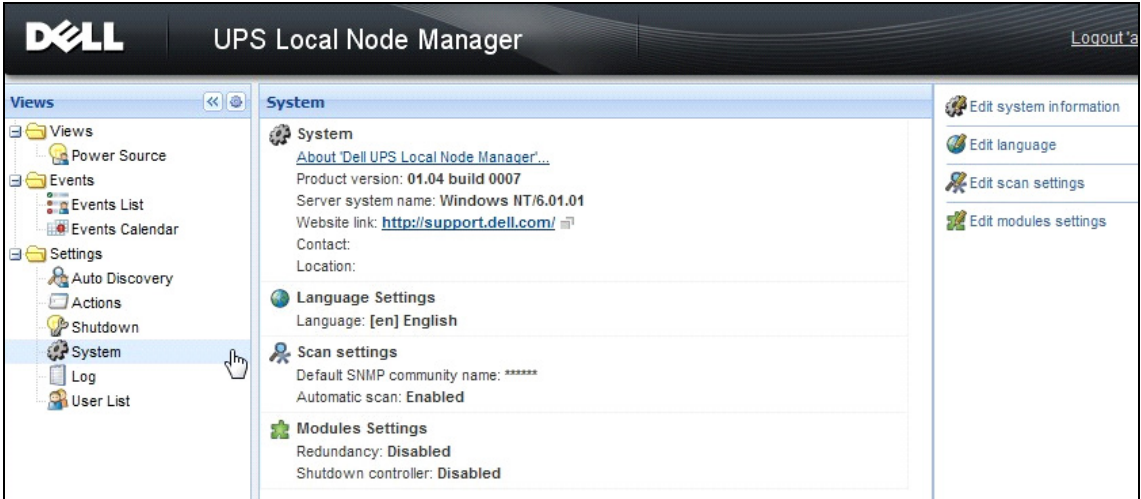 DELL
UPS Local Node Manager
Logout 'a
Views
Views
Power Source
Events
Events List
Events Calendar
Settings
Auto Discovery
Actions
Shutdown
System
Log
User List
System
System
About 'Dell UPS Local Node Manager'...
Product version: 01.04 build 0007
Server system name: Windows NT/6.01.01
Website link: http://support.dell.com/
Contact:
Location:
Language Settings
Language: [en] English
Scan settings
Default SNMP community name: ******
Automatic scan: Enabled
Modules Settings
Redundancy: Disabled
Shutdown controller: Disabled
Edit system information
Edit language
Edit scan settings
Edit modules settings